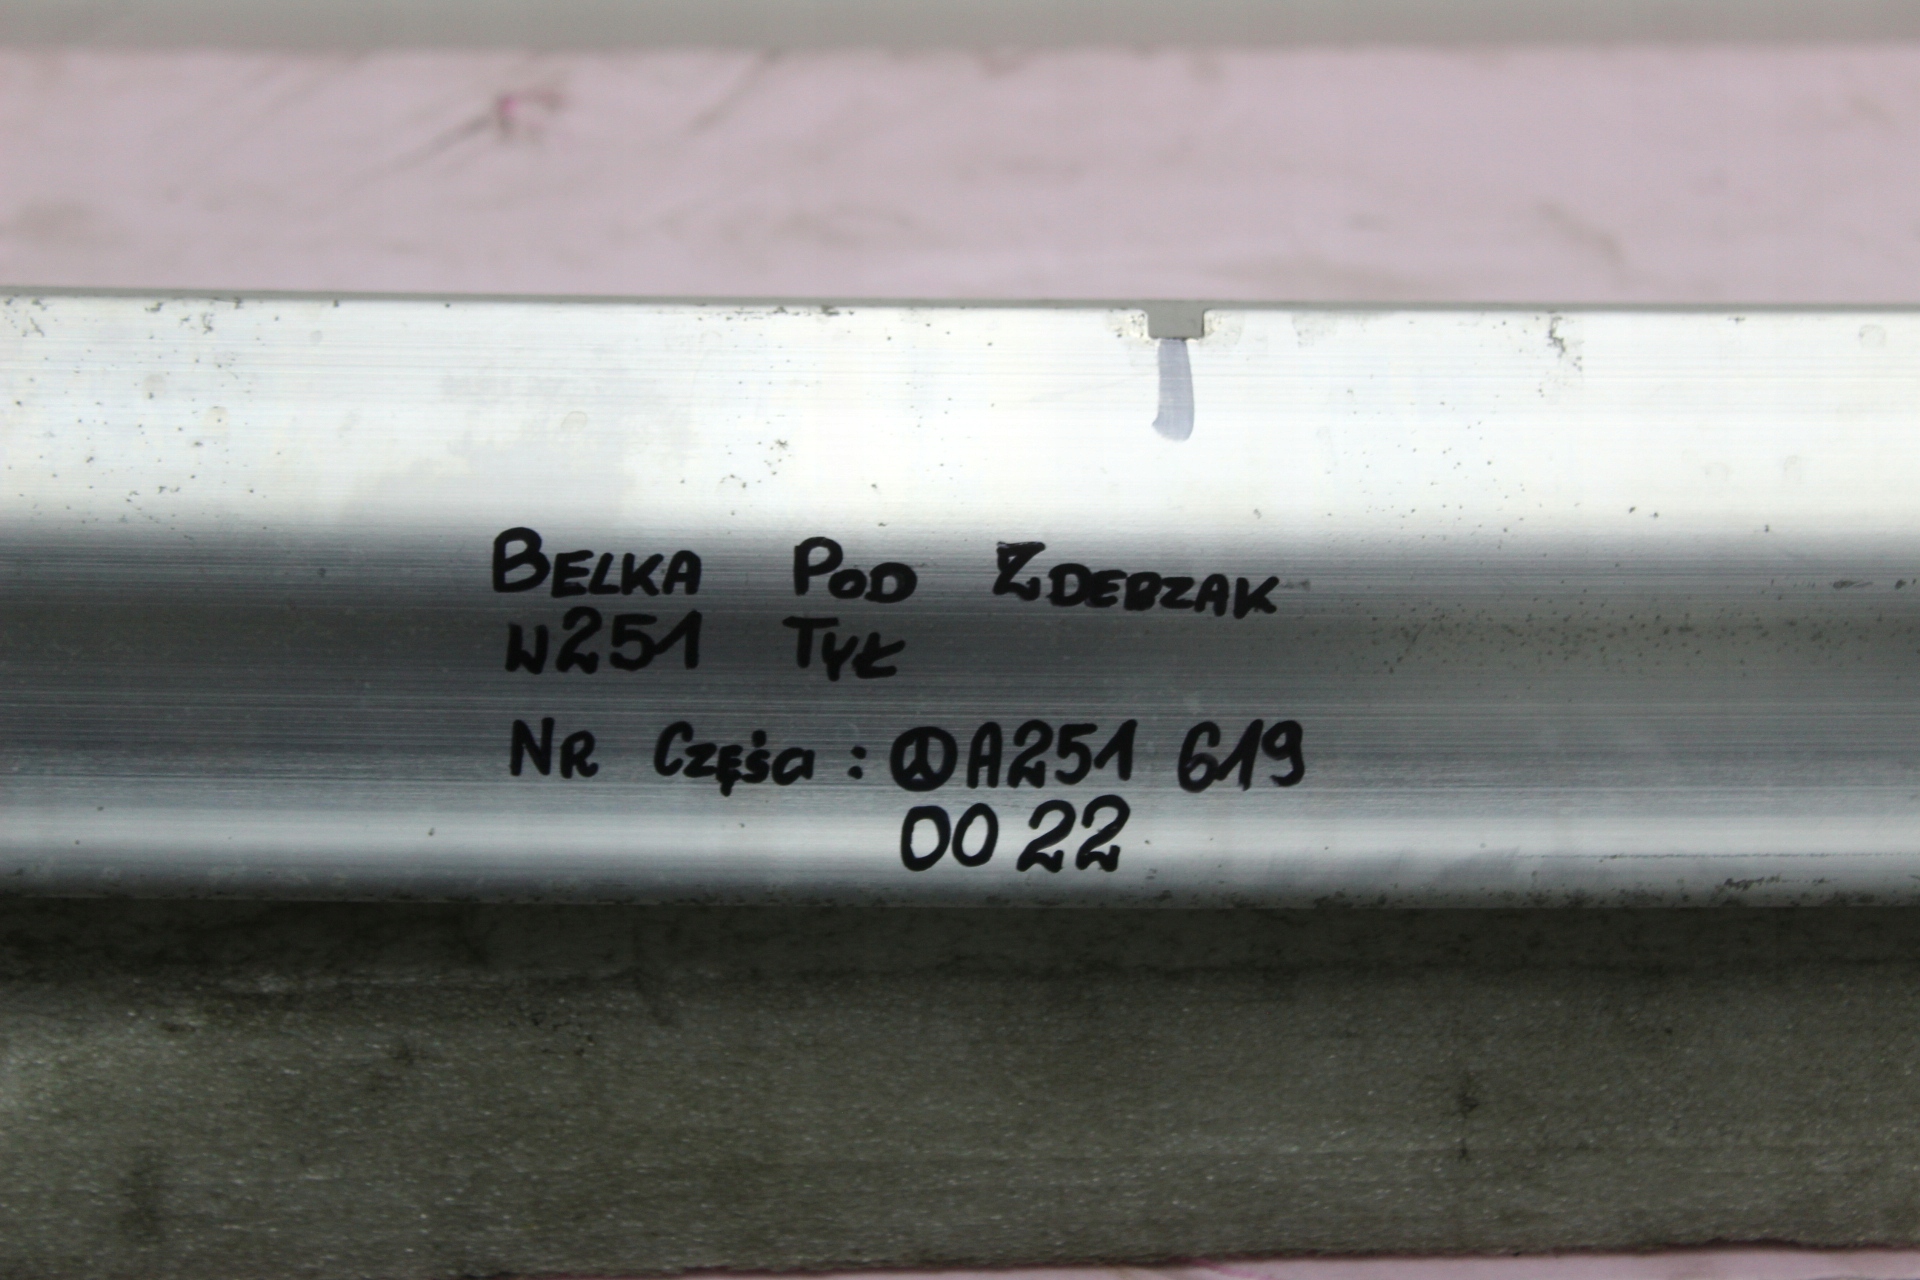 BELKA POD ZDERZAK
W251 TYŁ
NR CZĘŚCI : A251 619
00 22